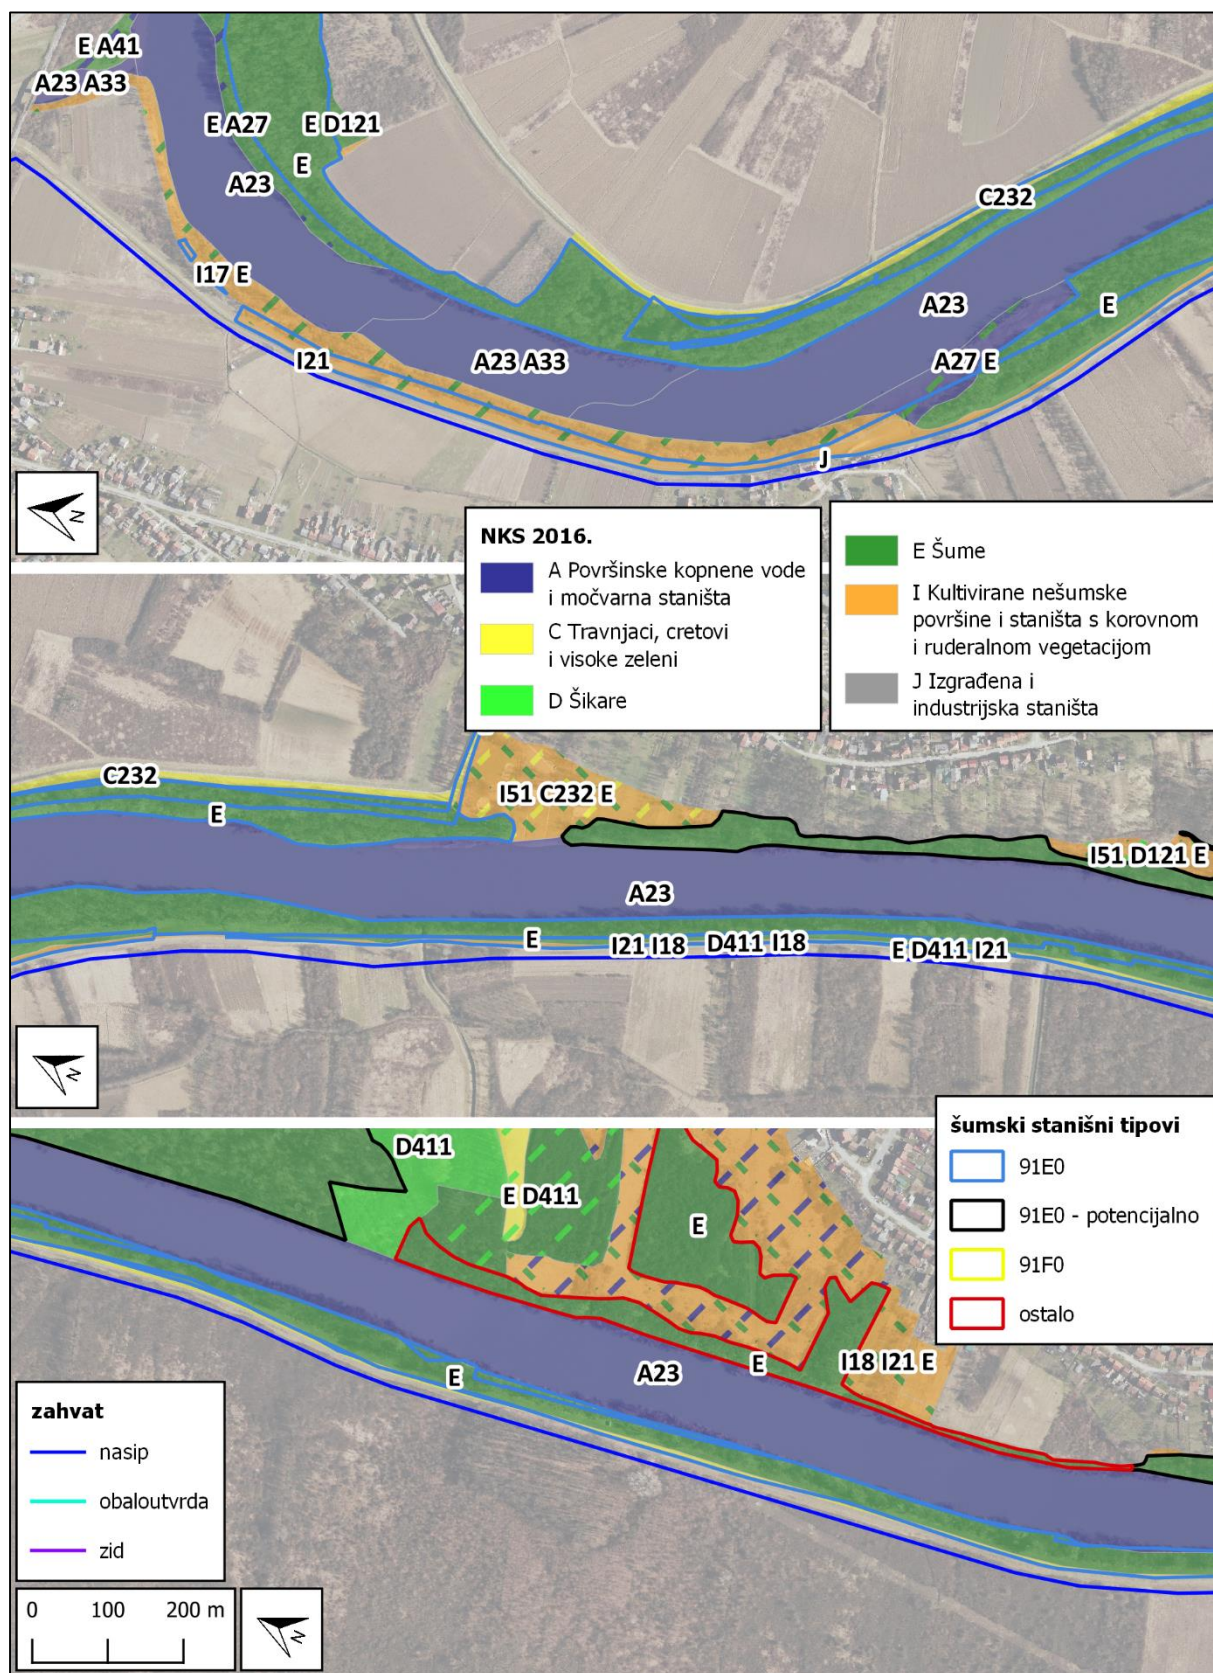 E A41
A23 A33
E A27
E D121
E
A23
C232
I17 E
A23
E
I21
A23 A33
A27 E
J
N
NKS 2016.
A Površinske kopnene vode
i močvarna staništa
C Travnjaci, cretovi
i visoke zeleni
D Šikare
E Šume
I Kultivirane nešumske
površine i staništa s korovnom
i ruderalnom vegetacijom
J Izgrađena i
industrijska staništa
C232
E
I51 C232 E
I51 D121 E
A23
E
I21 I18
D411 I18
E D411 I21
N
šumski stanišni tipovi
91E0
91E0 - potencijalno
91F0
ostalo
D411
E D411
E
E
I18 I21 E
A23
E
zahvat
nasip
obaloutvrda
zid
0 100 200 m
N